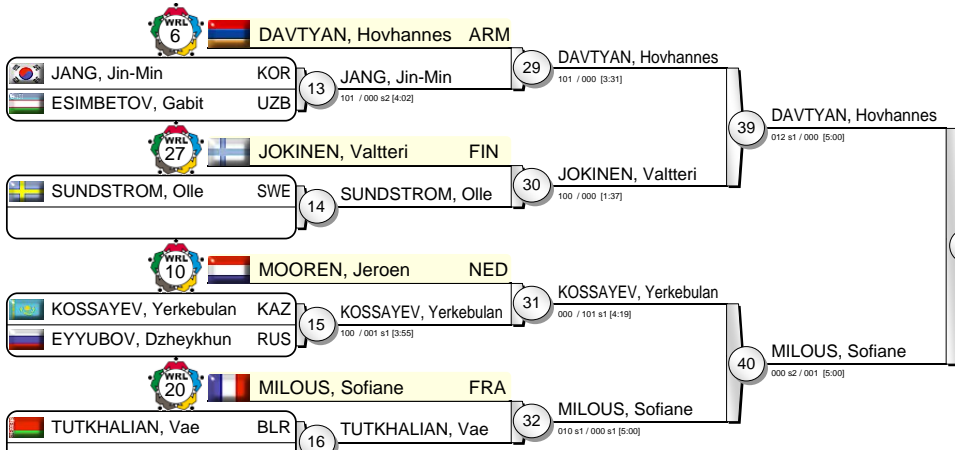 WRL
6
DAVTYAN, Hovhannes ARM
JANG, Jin-Min KOR
ESIMBETOV, Gabit UZB
13
JANG, Jin-Min
101 / 000 s2 [4:02]
29
DAVTYAN, Hovhannes
101 / 000 [3:31]
WRL
27
JOKINEN, Valtteri FIN
SUNDSTROM, Olle SWE
14
SUNDSTROM, Olle
30
JOKINEN, Valtteri
100 / 000 [1:37]
39
DAVTYAN, Hovhannes
012 s1 / 000 [5:00]
WRL
10
MOOREN, Jeroen NED
KOSSAYEV, Yerkebulan KAZ
EYYUBOV, Dzheykhun RUS
15
KOSSAYEV, Yerkebulan
100 / 001 s1 [3:55]
31
KOSSAYEV, Yerkebulan
000 / 101 s1 [4:19]
WRL
20
MILOUS, Sofiane FRA
TUTKHALIAN, Vae BLR
16
TUTKHALIAN, Vae
32
MILOUS, Sofiane
010 s1 / 000 s1 [5:00]
40
MILOUS, Sofiane
000 s2 / 001 [5:00]